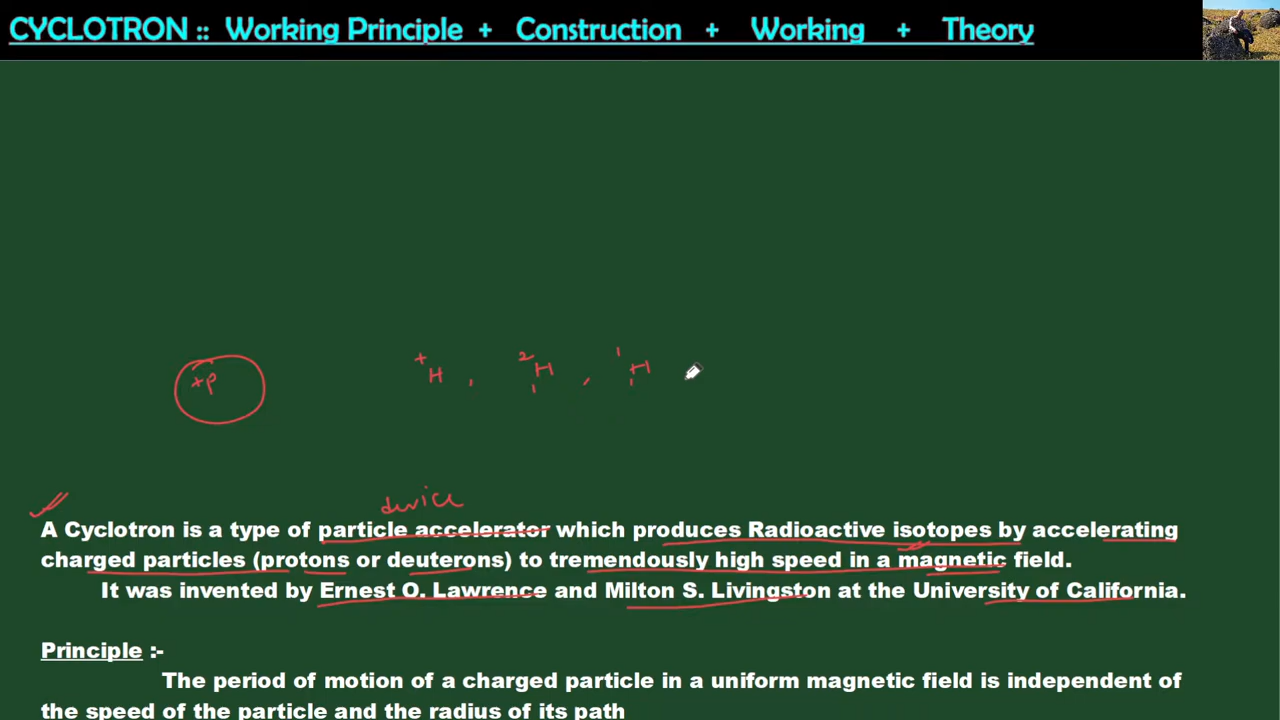 CYCLOTRON :: Working Principle + Construction + Working + Theory
+P
+H , ²₁H , ¹₁H
device
A Cyclotron is a type of particle accelerator which produces Radioactive isotopes by accelerating
charged particles (protons or deuterons) to tremendously high speed in a magnetic field.
It was invented by Ernest O. Lawrence and Milton S. Livingston at the University of California.
Principle :-
The period of motion of a charged particle in a uniform magnetic field is independent of
the speed of the particle and the radius of its path